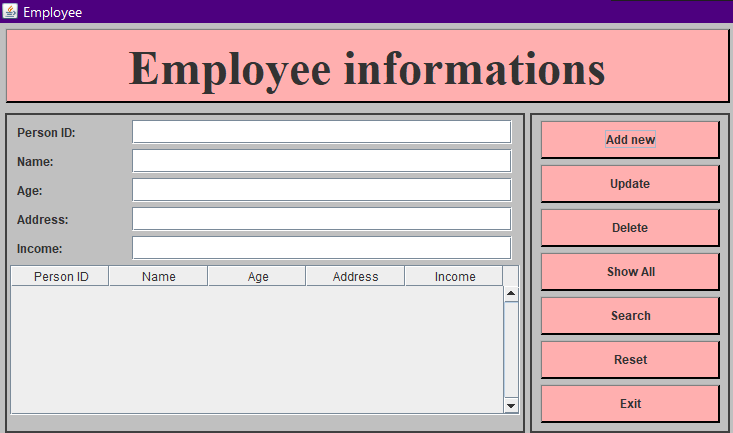 Employee
Employee informations
Person ID:
Name:
Age:
Address:
Income:
Person ID Name Age Address Income
Add new
Update
Delete
Show All
Search
Reset
Exit